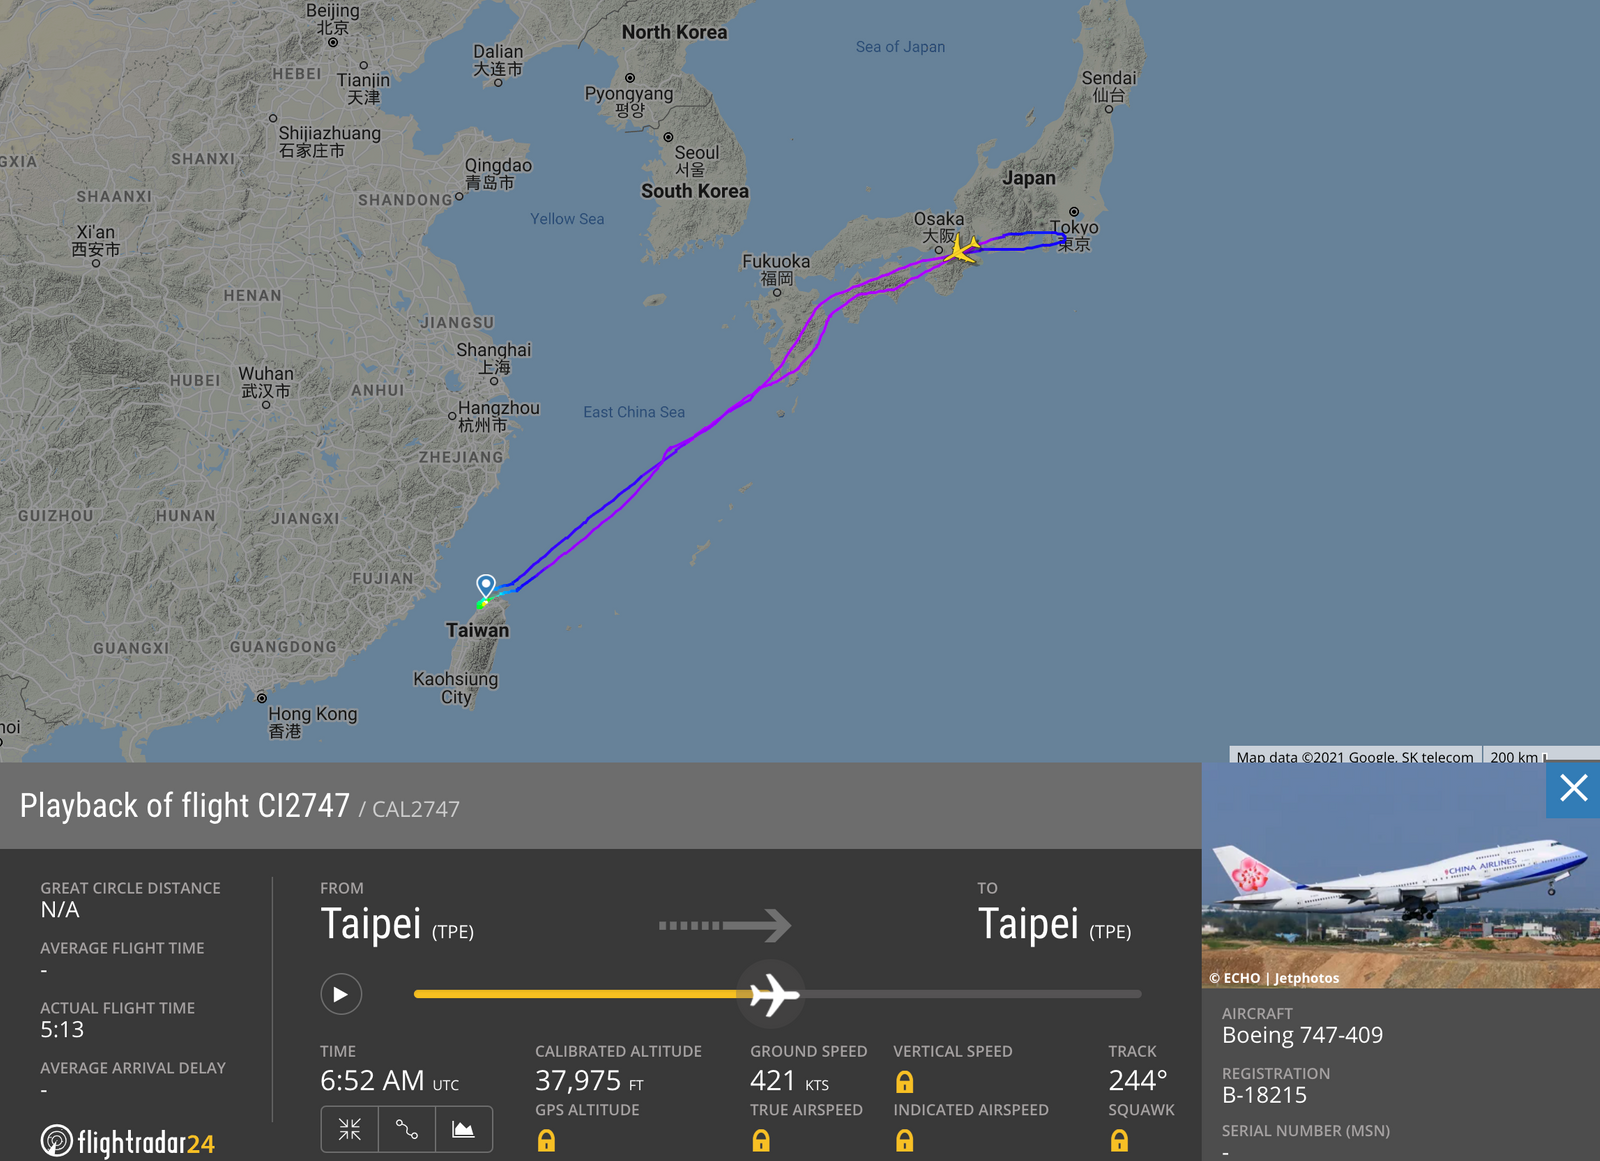 Beijing
北京
North Korea
Sea of Japan
Dalian
大连市
HEBEI
Tianjin
天津
Pyongyang
평양
Sendai
仙台
Shijiazhuang
石家庄市
SHANXI
GXIA
Seoul
서울
South Korea
Qingdao
青岛市
SHANDONG
SHAANXI
Japan
Yellow Sea
Xi'an
西安市
Osaka
大阪
Tokyo
東京
Fukuoka
福岡
HENAN
JIANGSU
Shanghai
上海
HUBEI
Wuhan
武汉市
ANHUI
Hangzhou
杭州市
East China Sea
ZHEJIANG
GUIZHOU
HUNAN
JIANGXI
FUJIAN
Taiwan
GUANGXI
GUANGDONG
Kaohsiung
City
Hong Kong
香港
noi
Map data ©2021 Google, SK telecom 200 km
Playback of flight CI2747 / CAL2747
GREAT CIRCLE DISTANCE
N/A
AVERAGE FLIGHT TIME
-
ACTUAL FLIGHT TIME
5:13
AVERAGE ARRIVAL DELAY
-
flightradar24
FROM
Taipei (TPE)
TO
Taipei (TPE)
TIME
6:52 AM UTC
CALIBRATED ALTITUDE
37,975 FT
GROUND SPEED
421 KTS
VERTICAL SPEED
TRACK
244°
GPS ALTITUDE
TRUE AIRSPEED
INDICATED AIRSPEED
SQUAWK
CHINA AIRLINES
© ECHO | Jetphotos
AIRCRAFT
Boeing 747-409
REGISTRATION
B-18215
SERIAL NUMBER (MSN)
-